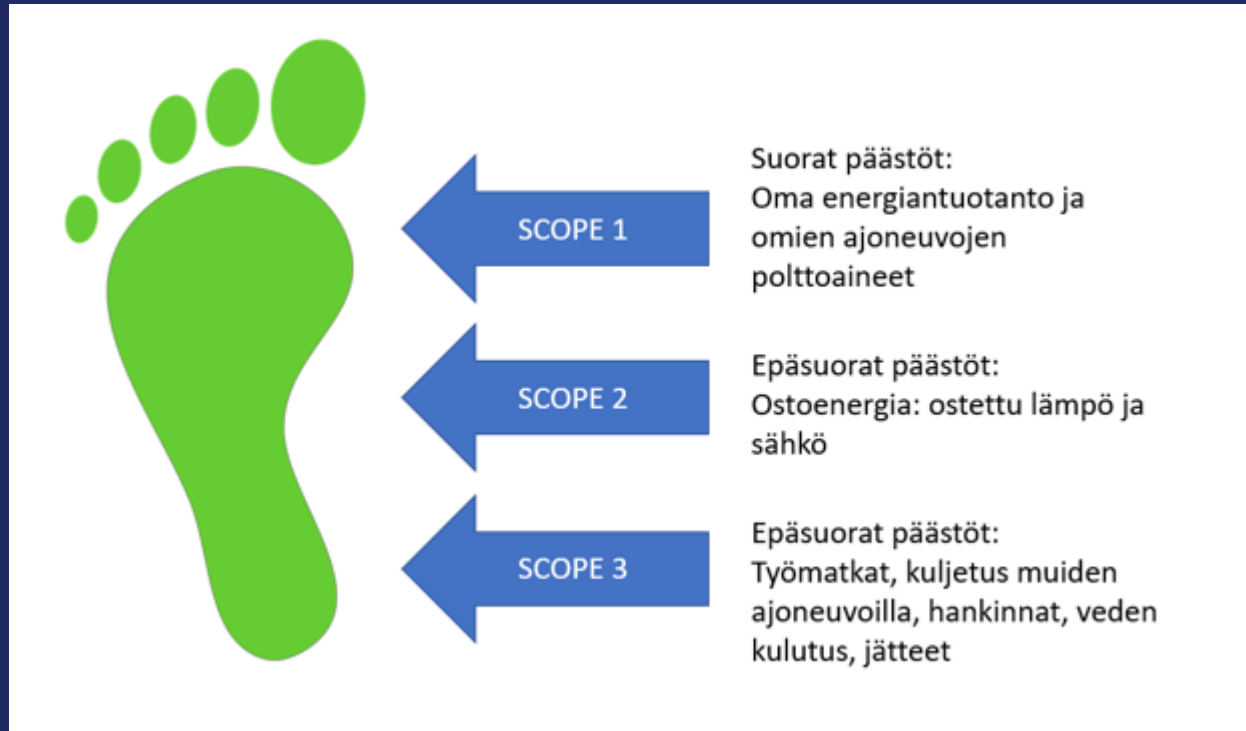 SCOPE 1
Suorat päästöt:
Oma energiantuotanto ja
omien ajoneuvojen
polttoaineet
SCOPE 2
Epäsuorat päästöt:
Ostoenergia: ostettu lämpö ja
sähkö
SCOPE 3
Epäsuorat päästöt:
Työmatkat, kuljetus muiden
ajoneuvoilla, hankinnat, veden
kulutus, jätteet